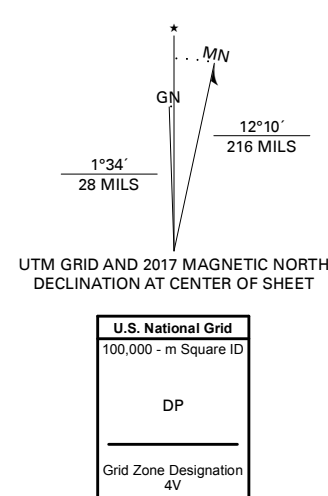 ★
MN
GN
12°10´
216 MILS
1°34´
28 MILS
UTM GRID AND 2017 MAGNETIC NORTH
DECLINATION AT CENTER OF SHEET
U.S. National Grid
100,000 - m Square ID
DP
Grid Zone Designation
4V